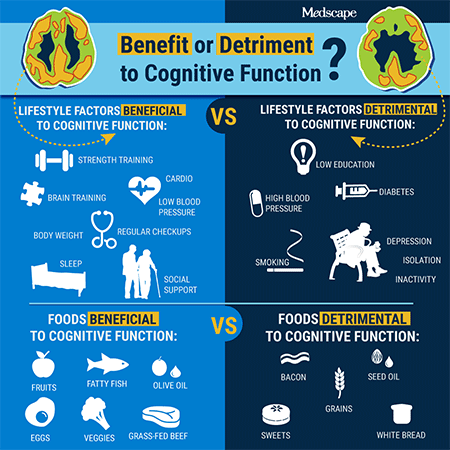 Medscape
Benefit or Detriment
to Cognitive Function ?
LIFESTYLE FACTORS BENEFICIAL
TO COGNITIVE FUNCTION:
VS
LIFESTYLE FACTORS DETRIMENTAL
TO COGNITIVE FUNCTION:
STRENGTH TRAINING
CARDIO
BRAIN TRAINING
LOW BLOOD
PRESSURE
BODY WEIGHT
REGULAR CHECKUPS
SLEEP
SOCIAL
SUPPORT
LOW EDUCATION
DIABETES
HIGH BLOOD
PRESSURE
DEPRESSION
SMOKING
ISOLATION
INACTIVITY
FOODS BENEFICIAL
TO COGNITIVE FUNCTION:
VS
FOODS DETRIMENTAL
TO COGNITIVE FUNCTION:
FRUITS
FATTY FISH
OLIVE OIL
EGGS
VEGGIES
GRASS-FED BEEF
BACON
SEED OIL
GRAINS
SWEETS
WHITE BREAD